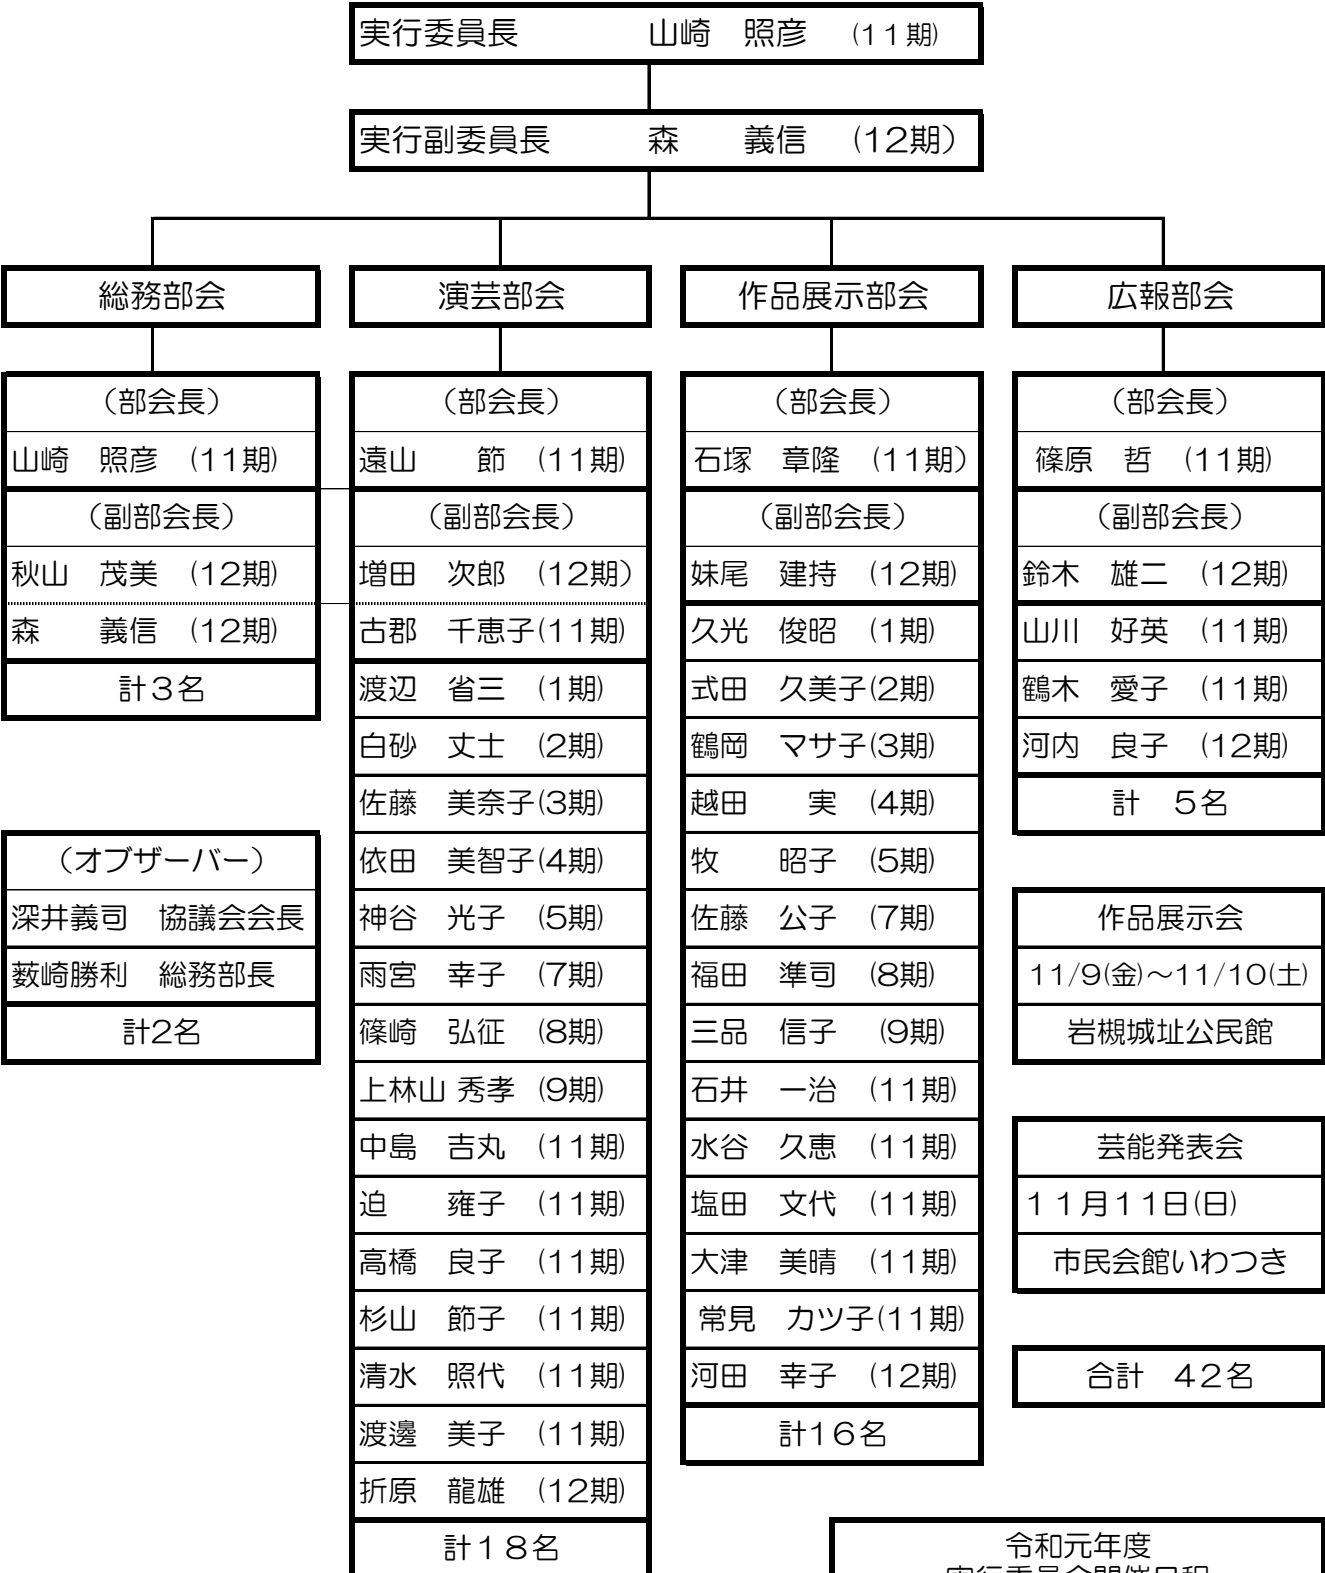 実行委員長　山崎　照彦　(１１期)
実行副委員長　森　義信　(12期）
総務部会
（部会長）
山崎　照彦　(11期)
（副部会長）
秋山　茂美　(12期)
森　　義信　(12期)
計３名
（オブザーバー）
深井義司　協議会会長
薮崎勝利　総務部長
計2名
演芸部会
（部会長）
遠山　　節　(11期)
（副部会長）
増田　次郎　(12期）
古郡　千恵子(11期)
渡辺　省三　(1期)
白砂　丈士　(2期)
佐藤　美奈子(3期)
依田　美智子(4期)
神谷　光子　(5期)
雨宮　幸子　(7期)
篠崎　弘征　(8期)
上林山 秀孝　(9期)
中島　吉丸　(11期)
迫　　雍子　(11期)
高橋　良子　(11期)
杉山　節子　(11期)
清水　照代　(11期)
渡邊　美子　(11期)
折原　龍雄　(12期)
計１８名
作品展示部会
（部会長）
石塚　章隆　(11期）
（副部会長）
妹尾　建持　(12期)
久光　俊昭　(1期)
式田　久美子(2期)
鶴岡　マサ子(3期)
越田　　実　(4期)
牧　　昭子　(5期)
佐藤　公子　(7期)
福田　準司　(8期)
三品　信子　(9期)
石井　一治　(11期)
水谷　久恵　(11期)
塩田　文代　(11期)
大津　美晴　(11期)
常見　カツ子(11期)
河田　幸子　(12期)
計１６名
広報部会
（部会長）
篠原　哲　(11期)
（副部会長）
鈴木　雄二　(12期)
山川　好英　(11期)
鶴木　愛子　(11期)
河内　良子　(12期)
計　５名
作品展示会
11/9(金)～11/10(土)
岩槻城址公民館
芸能発表会
１１月１１日(日)
市民会館いわつき
合計　４２名
令和元年度
実行委員会開催日程